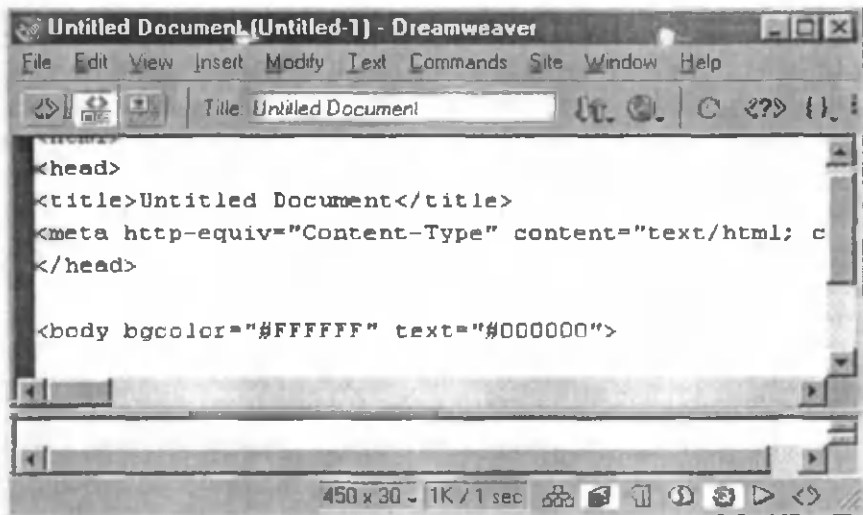 Untitled Document (Untitled-1) - Dreamweaver
File Edit View Insert Modify Text Commands Site Window Help
Title: Untitled Document
<head>
<title>Untitled Document</title>
<meta http-equiv="Content-Type" content="text/html; c
</head>
<body bgcolor="#FFFFFF" text="#000000">
450 x 30 1K / 1 sec